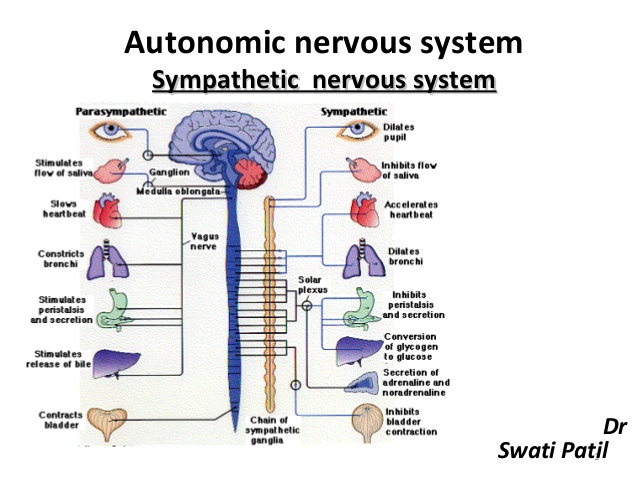 Autonomic nervous system
Sympathetic nervous system
Parasympathetic
Stimulates
flow of saliva
Slows
heartbeat
Constricts
bronchi
Stimulates
peristalsis
and secretion
Stimulates
release of bile
Contracts
bladder
Ganglion
Medulla oblongata
Vagus
nerve
Solar
plexus
Chain of
sympathetic
ganglia
Sympathetic
Dilates
pupil
Inhibits flow
of saliva
Accelerates
heartbeat
Dilates
bronchi
Inhibits
peristalsis
and secretion
Conversion
of glycogen
to glucose
Secretion of
adrenaline and
noradrenaline
Inhibits
bladder
contraction
Dr
Swati Patil